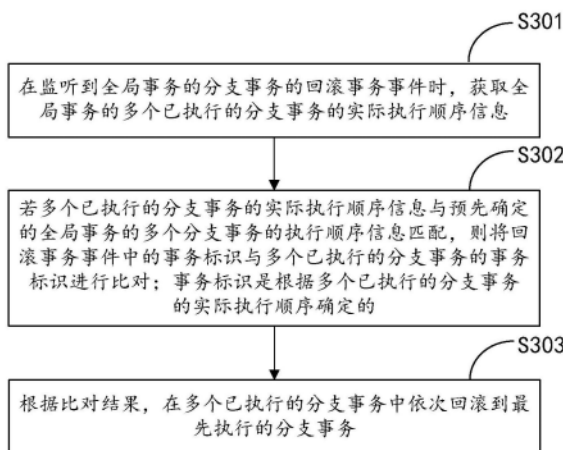 S301
在监听到全局事务的分支事务的回滚事务事件时，获取全
局事务的多个已执行的分支事务的实际执行顺序信息
S302
若多个已执行的分支事务的实际执行顺序信息与预先确定
的全局事务的多个分支事务的执行顺序信息匹配，则将回
滚事务事件中的事务标识与多个已执行的分支事务的事务
标识进行比对；事务标识是根据多个已执行的分支事务
的实际执行顺序确定的
S303
根据比对结果，在多个已执行的分支事务中依次回滚到最
先执行的分支事务